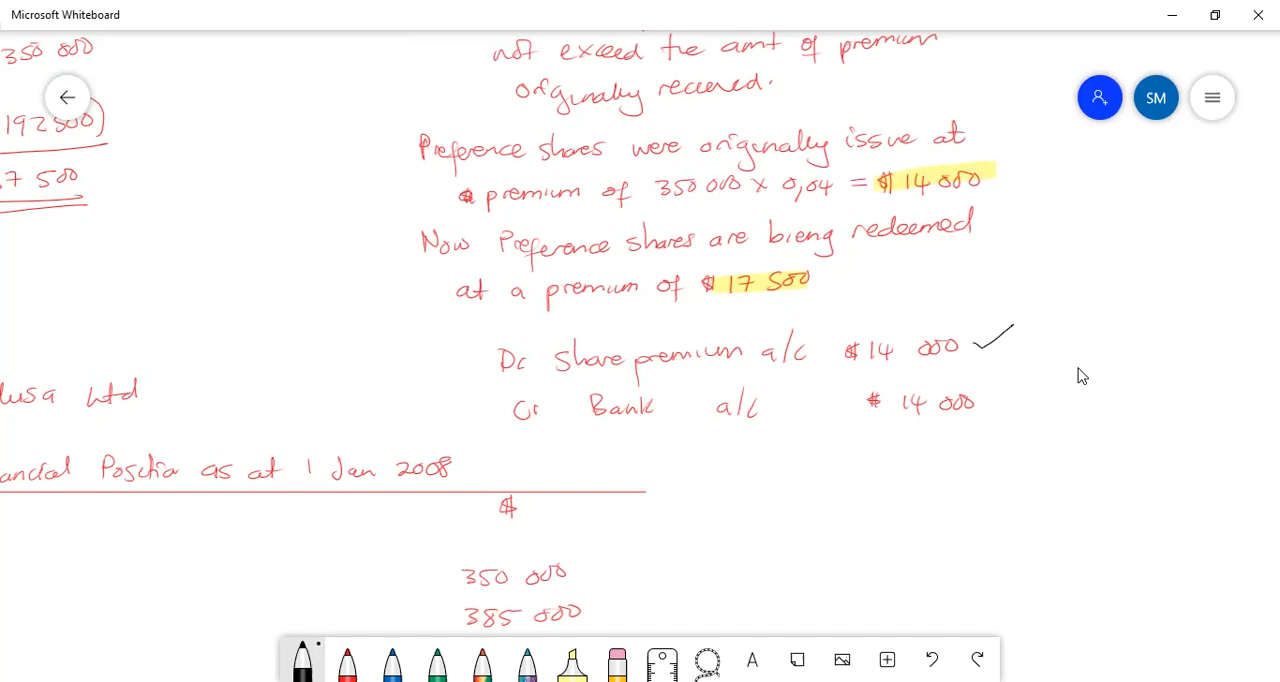 Microsoft Whiteboard
350 000
192 500)
7 500
not exceed the amt of premium
originally received.
Preference shares were originally issue at
a premium of 350 000 x 0,04 = $ 14 000
Now Preference shares are bieng redeemed
at a premium of $ 17 500
Dr Share premium a/c $ 14 000 ✓
Cr Bank a/c $ 14 000
lusa Ltd
ancial Position as at 1 Jan 2008
$
350 000
385 000
SM
A